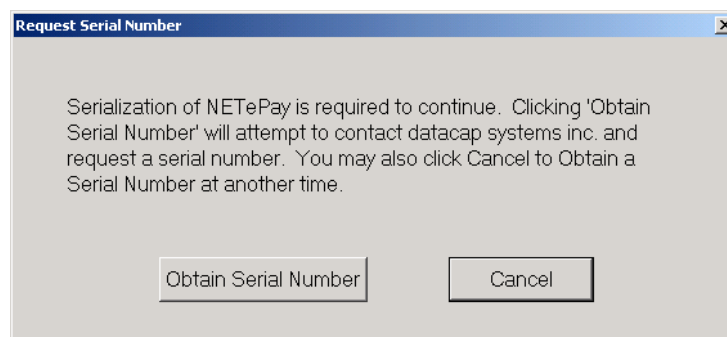 Request Serial Number
Serialization of NETePay is required to continue.  Clicking 'Obtain
Serial Number' will attempt to contact datacap systems inc. and
request a serial number.  You may also click Cancel to Obtain a
Serial Number at another time.
Obtain Serial Number
Cancel